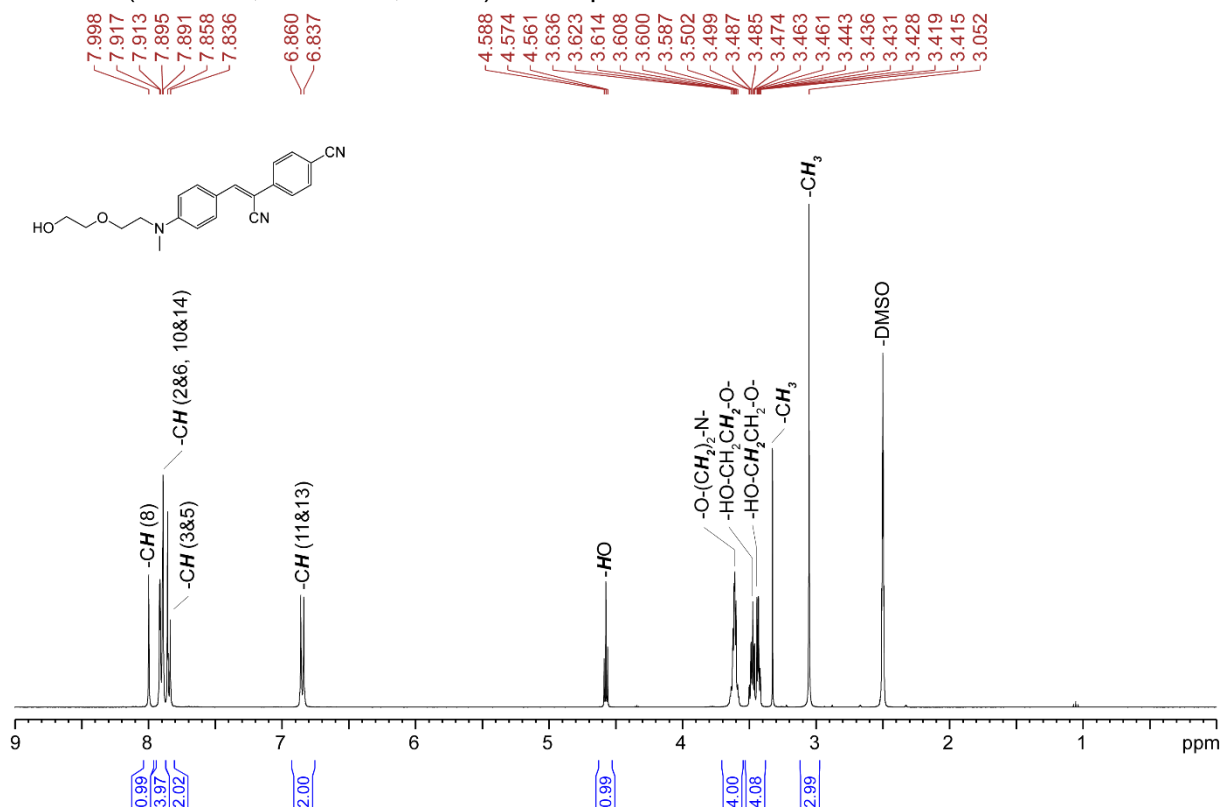 7.998
7.917
7.913
7.895
7.891
7.858
7.836
6.860
6.837
4.588
4.574
4.561
3.636
3.623
3.614
3.608
3.600
3.587
3.502
3.499
3.487
3.485
3.474
3.463
3.461
3.443
3.436
3.431
3.428
3.419
3.415
3.052
CN
CN
HO
O
N
-CH (8)
-CH (2&6, 10&14)
-CH (3&5)
-CH (11&13)
-HO
-O-(CH₂)₂-N-
-HO-CH₂CH₂-O-
-HO-CH₂CH₂-O-
-CH₃
-CH₃
-DMSO
9 8 7 6 5 4 3 2 1 ppm
0.99
3.97
2.02
2.00
0.99
4.00
4.08
2.99